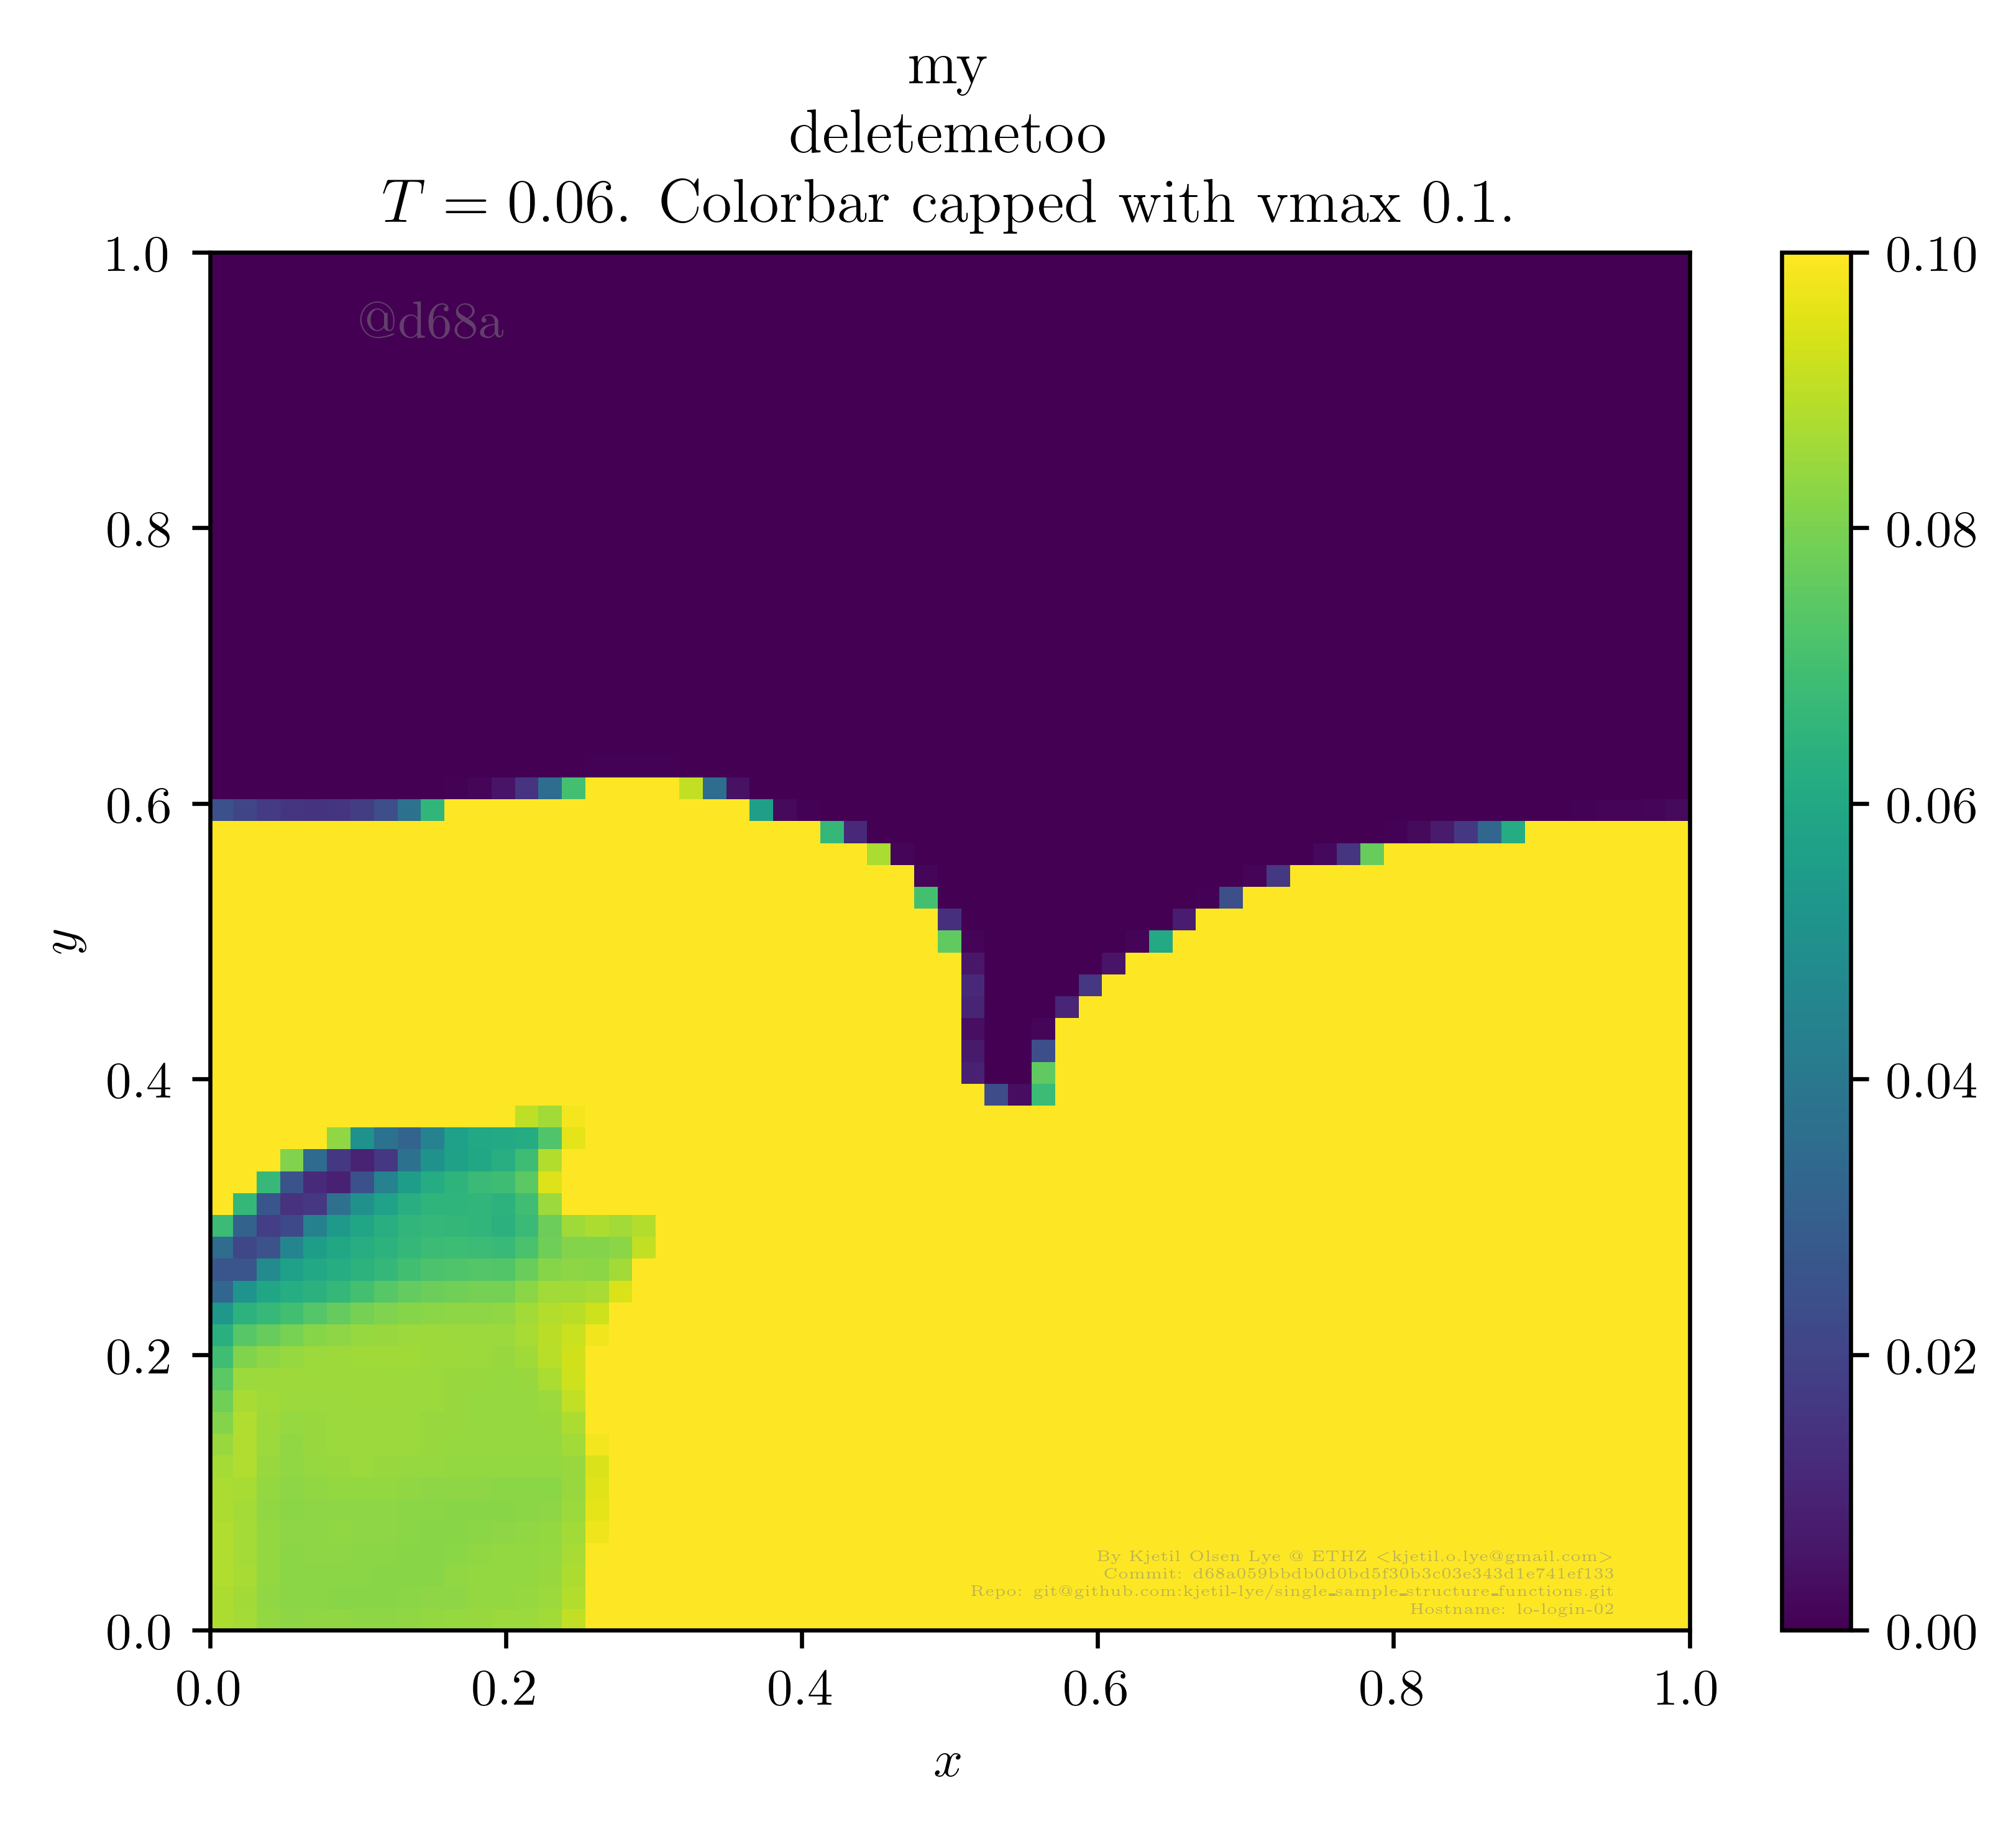 my
deletemetoo
T = 0.06. Colorbar capped with vmax 0.1.
1.0
0.8
0.6
0.4
0.2
0.0
y
@d68a
By Kjetil Olsen Lye @ ETHZ <kjetil.o.lye@gmail.com>
Commit: d68a059bbdb0d0bd5f30b3c03e343d1e741ef133
Repo: git@github.com:kjetil-lye/single_sample_structure_functions.git
Hostname: lo-login-02
0.0 0.2 0.4 0.6 0.8 1.0
x
0.10
0.08
0.06
0.04
0.02
0.00